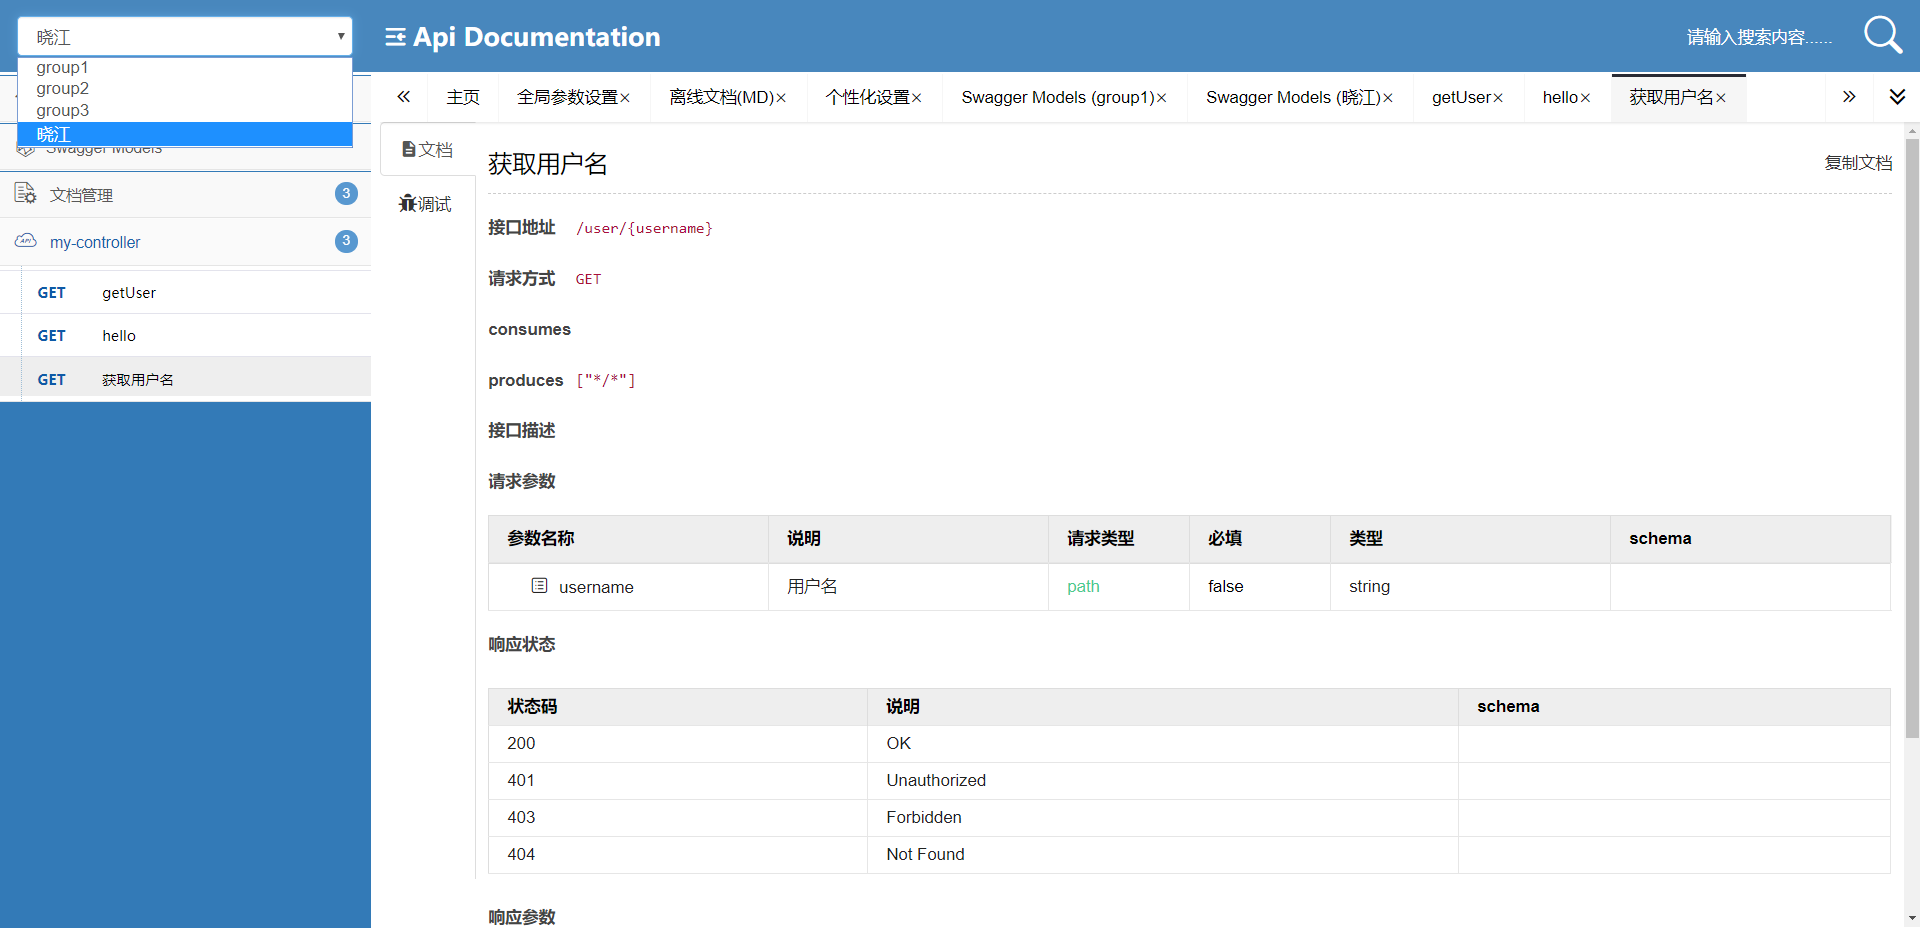 晓江
group1
group2
group3
晓江
Swagger Models
文档管理
3
my-controller
3
GET getUser
GET hello
GET 获取用户名
Api Documentation
请输入搜索内容......
主页 全局参数设置× 离线文档(MD)× 个性化设置× Swagger Models (group1)× Swagger Models (晓江)× getUser× hello× 获取用户名×
文档
调试
获取用户名
复制文档
接口地址 /user/{username}
请求方式 GET
consumes
produces ["*/*"]
接口描述
请求参数
参数名称 说明 请求类型 必填 类型 schema
username 用户名 path false string
响应状态
状态码 说明 schema
200 OK
401 Unauthorized
403 Forbidden
404 Not Found
响应参数